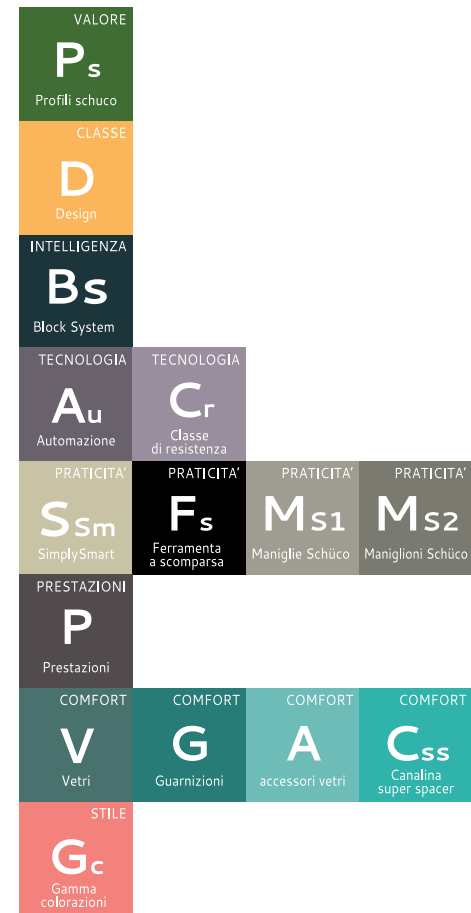 VALORE
Ps
Profili schuco
CLASSE
D
Design
INTELLIGENZA
Bs
Block System
TECNOLOGIA
Au
Automazione
TECNOLOGIA
Cr
Classe
di resistenza
PRATICITA'
Ssm
SimplySmart
PRATICITA'
Fs
Ferramenta
a scomparsa
PRATICITA'
Ms1
Maniglie Schüco
PRATICITA'
Ms2
Maniglioni Schüco
PRESTAZIONI
P
Prestazioni
COMFORT
V
Vetri
COMFORT
G
Guarnizioni
COMFORT
A
accessori vetri
COMFORT
Css
Canalina
super spacer
STILE
Gc
Gamma
colorazioni